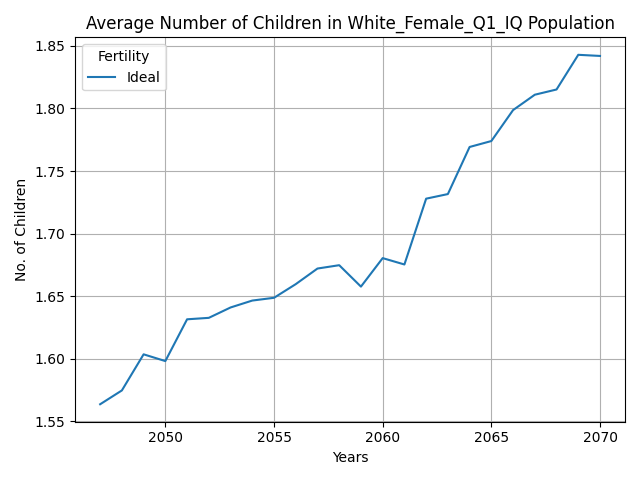 Average Number of Children in White_Female_Q1_IQ Population
Fertility
Ideal
No. of Children
1.85
1.80
1.75
1.70
1.65
1.60
1.55
2050 2055 2060 2065 2070
Years